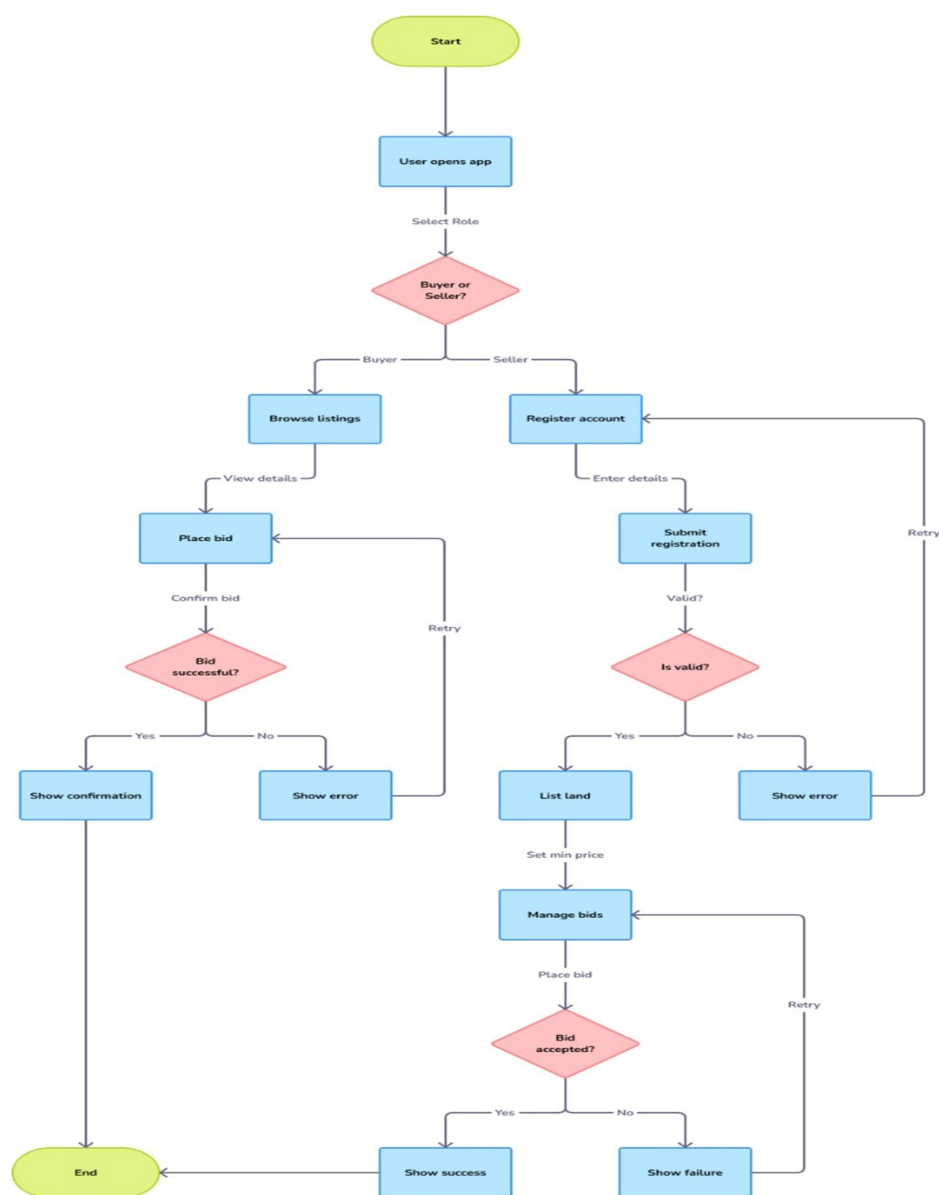 Start
User opens app
Select Role
Buyer or
Seller?
Buyer
Seller
Browse listings
Register account
View details
Enter details
Place bid
Submit
registration
Retry
Confirm bid
Valid?
Retry
Bid
successful?
Is valid?
Yes
No
Yes
No
Show confirmation
Show error
List land
Show error
Set min price
Manage bids
Place bid
Retry
Bid
accepted?
Yes
No
End
Show success
Show failure